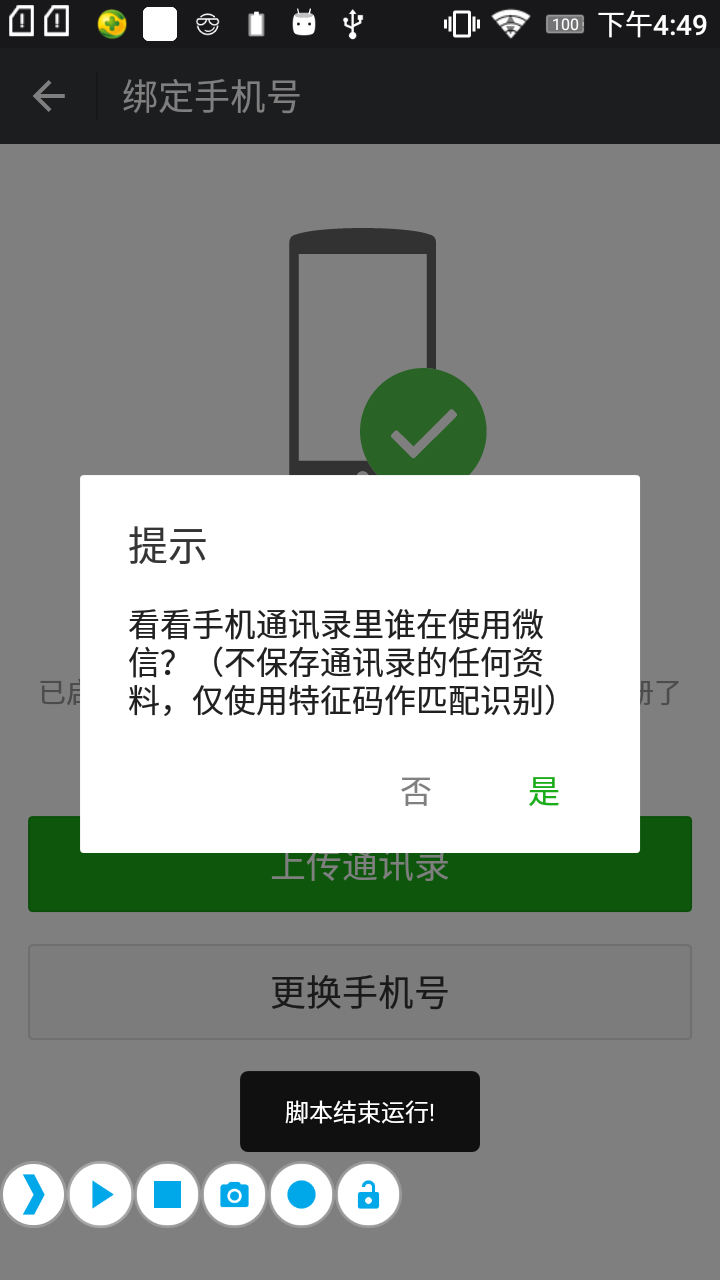 100 下午4:49
绑定手机号
提示
看看手机通讯录里谁在使用微
信？（不保存通讯录的任何资
料，仅使用特征码作匹配识别）
已启
册了
否 是
上传通讯录
更换手机号
脚本结束运行!